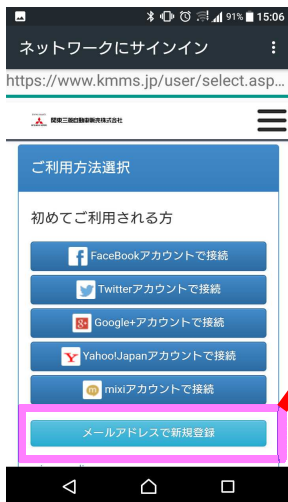 91% 15:06
ネットワークにサインイン
https://www.kmms.jp/user/select.asp...
関東三菱自動車販売株式会社
ご利用方法選択
初めてご利用される方
FaceBookアカウントで接続
Twitterアカウントで接続
Google+アカウントで接続
Yahoo!Japanアカウントで接続
mixiアカウントで接続
メールアドレスで新規登録